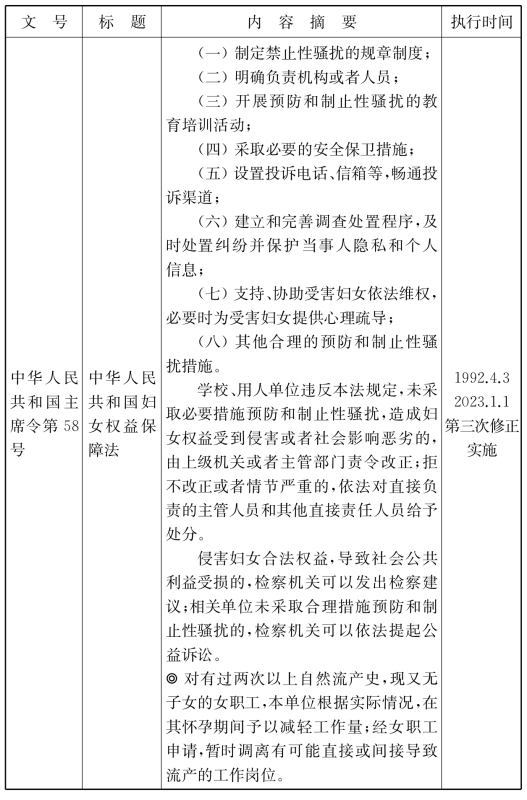 文 号 标 题 内 容 摘 要 执行时间
（一）制定禁止性骚扰的规章制度；
（二）明确负责机构或者人员；
（三）开展预防和制止性骚扰的教
育培训活动；
（四）采取必要的安全保卫措施；
（五）设置投诉电话、信箱等，畅通投
诉渠道；
（六）建立和完善调查处置程序，及
时处置纠纷并保护当事人隐私和个人
信息；
（七）支持、协助受害妇女依法维权，
必要时为受害妇女提供心理疏导；
（八）其他合理的预防和制止性骚
扰措施。
学校、用人单位违反本法规定，未采
取必要措施预防和制止性骚扰，造成妇
女权益受到侵害或者社会影响恶劣的，
由上级机关或者主管部门责令改正；拒
不改正或者情节严重的，依法对直接负
责的主管人员和其他直接责任人员给予
处分。
侵害妇女合法权益，导致社会公共
利益受损的，检察机关可以发出检察建
议；相关单位未采取合理措施预防和制
止性骚扰的，检察机关可以依法提起公
益诉讼。
◎ 对有过两次以上自然流产史，现又无
子女的女职工，本单位根据实际情况，在
其怀孕期间予以减轻工作量；经女职工
申请，暂时调离有可能直接或间接导致
流产的工作岗位。
中华人民
共和国主
席令第 58
号
中华人民
共和国妇
女权益保
障法
1992.4.3
2023.1.1
第三次修正
实施